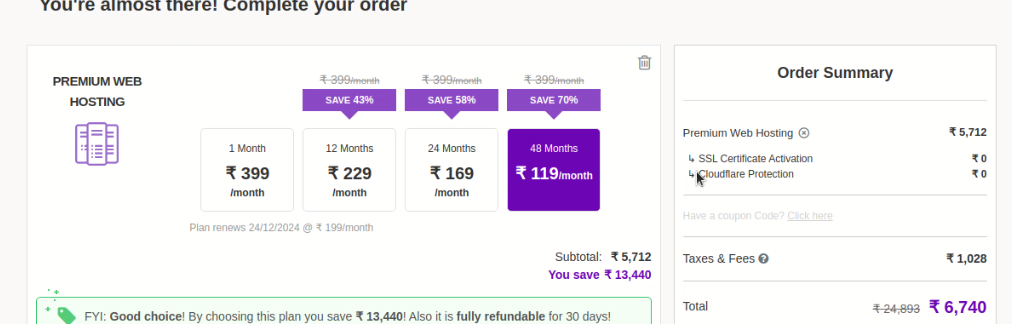 You're almost there! Complete your order
PREMIUM WEB
HOSTING
₹ 399/month
₹ 399/month
₹ 399/month
SAVE 43%
SAVE 58%
SAVE 70%
1 Month
₹ 399
/month
12 Months
₹ 229
/month
24 Months
₹ 169
/month
48 Months
₹ 119/month
Plan renews 24/12/2024 @ ₹ 199/month
Subtotal: ₹ 5,712
You save ₹ 13,440
FYI: Good choice! By choosing this plan you save ₹ 13,440! Also it is fully refundable for 30 days!
Order Summary
Premium Web Hosting ₹ 5,712
↳ SSL Certificate Activation ₹ 0
↳ Cloudflare Protection ₹ 0
Have a coupon Code? Click here
Taxes & Fees ₹ 1,028
Total ₹ 24,893 ₹ 6,740